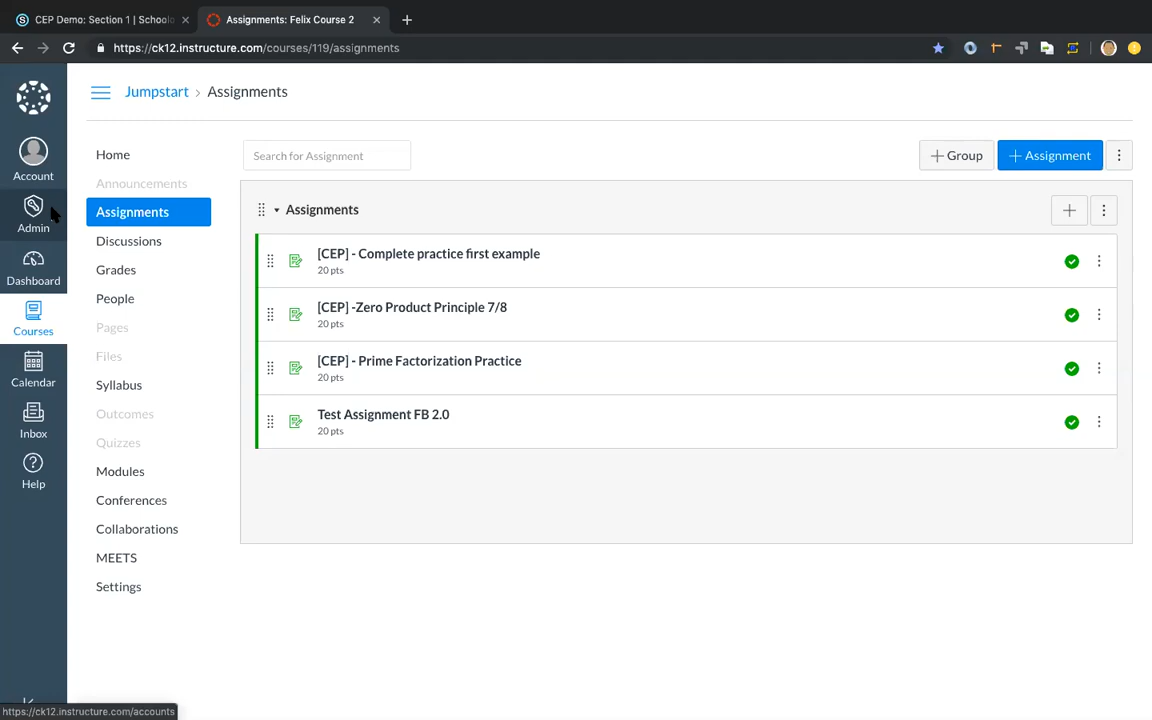 CEP Demo: Section 1 | Schoolo
Assignments: Felix Course 2
https://ck12.instructure.com/courses/119/assignments
Account
Admin
Dashboard
Courses
Calendar
Inbox
Help
Jumpstart › Assignments
Home
Announcements
Assignments
Discussions
Grades
People
Pages
Files
Syllabus
Outcomes
Quizzes
Modules
Conferences
Collaborations
MEETS
Settings
Search for Assignment
+ Group
+ Assignment
Assignments
[CEP] - Complete practice first example
20 pts
[CEP] -Zero Product Principle 7/8
20 pts
[CEP] - Prime Factorization Practice
20 pts
Test Assignment FB 2.0
20 pts
https://ck12.instructure.com/accounts